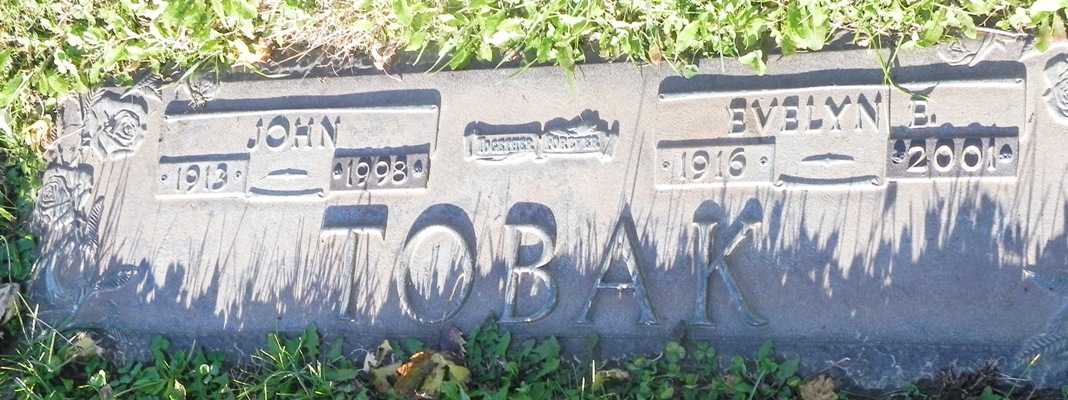 JOHN
1913 1998
TOGETHER FOREVER
EVELYN E.
1916 2001
TOBAK